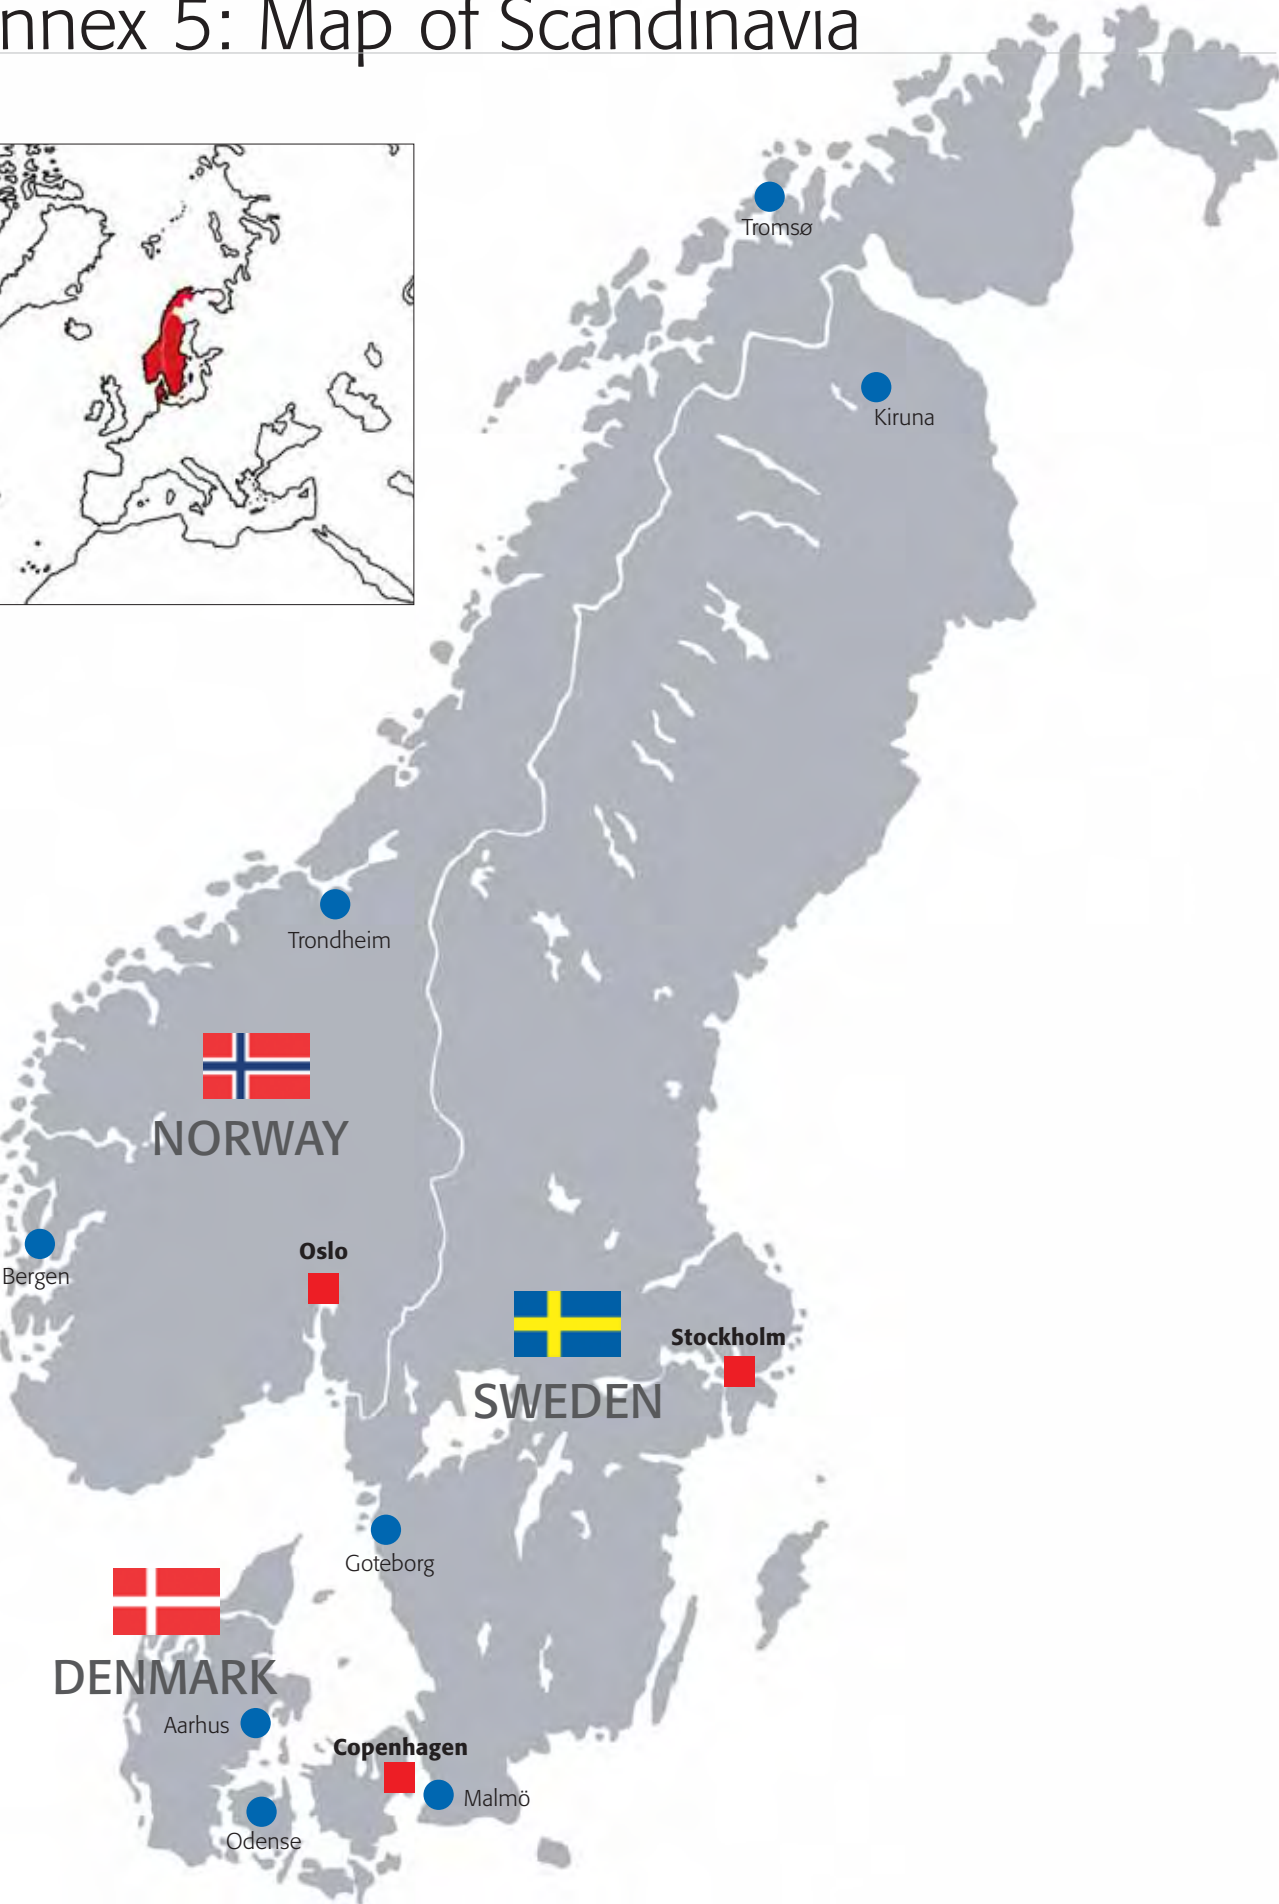 nnex 5: Map of Scandinavia
Tromsø
Kiruna
Trondheim
NORWAY
Oslo
Bergen
Stockholm
SWEDEN
Goteborg
DENMARK
Aarhus
Copenhagen
Malmö
Odense